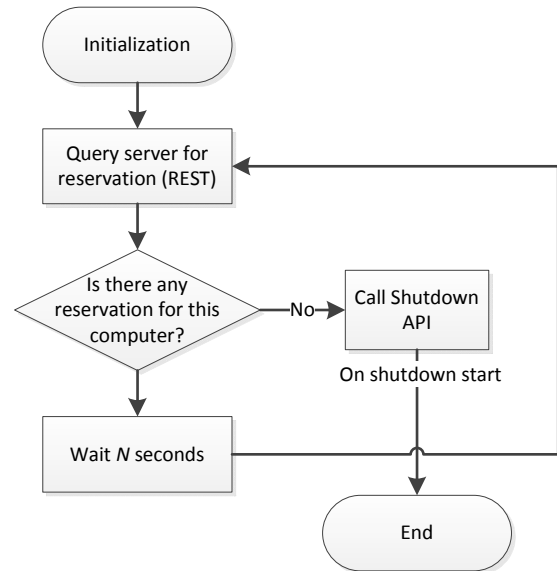 Initialization
Query server for
reservation (REST)
Is there any
reservation for this
computer?
No
Call Shutdown
API
On shutdown start
Wait N seconds
End